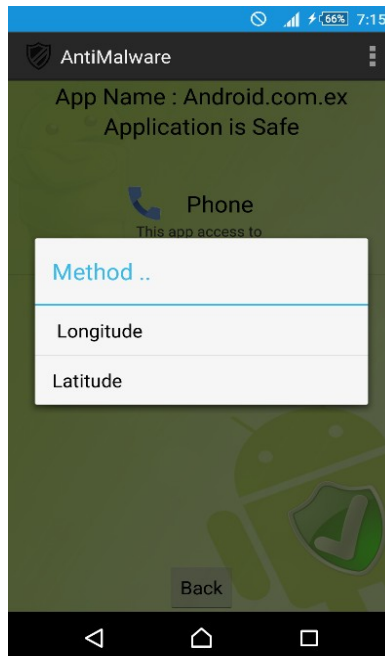 66% 7:15
AntiMalware
App Name : Android.com.ex
Application is Safe
Phone
This app access to
Method ..
Longitude
Latitude
Back